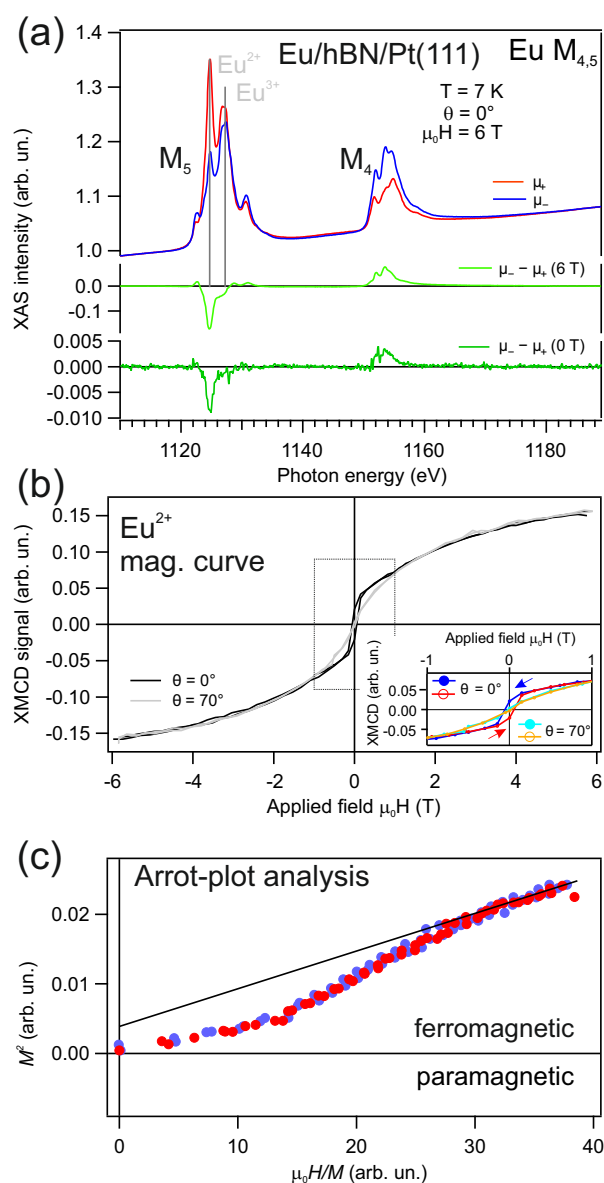 (a)
Eu/hBN/Pt(111)
Eu M4,5
Eu2+
Eu3+
T = 7 K
θ = 0°
μ0H = 6 T
M5
M4
μ+
μ−
μ− − μ+ (6 T)
μ− − μ+ (0 T)
XAS intensity (arb. un.)
1.4
1.3
1.2
1.1
1.0
0.0
-0.1
0.005
0.000
-0.005
-0.010
1120
1140
1160
1180
Photon energy (eV)
(b)
Eu2+
mag. curve
XMCD signal (arb. un.)
0.15
0.10
0.05
0.00
-0.05
-0.10
-0.15
θ = 0°
θ = 70°
Applied field μ0H (T)
-1
0
1
XMCD (arb. un.)
0.05
0.00
-0.05
θ = 0°
θ = 70°
-6
-4
-2
0
2
4
6
Applied field μ0H (T)
(c)
Arrot-plot analysis
M2 (arb. un.)
0.02
0.01
0.00
ferromagnetic
paramagnetic
0
10
20
30
40
μ0H/M (arb. un.)